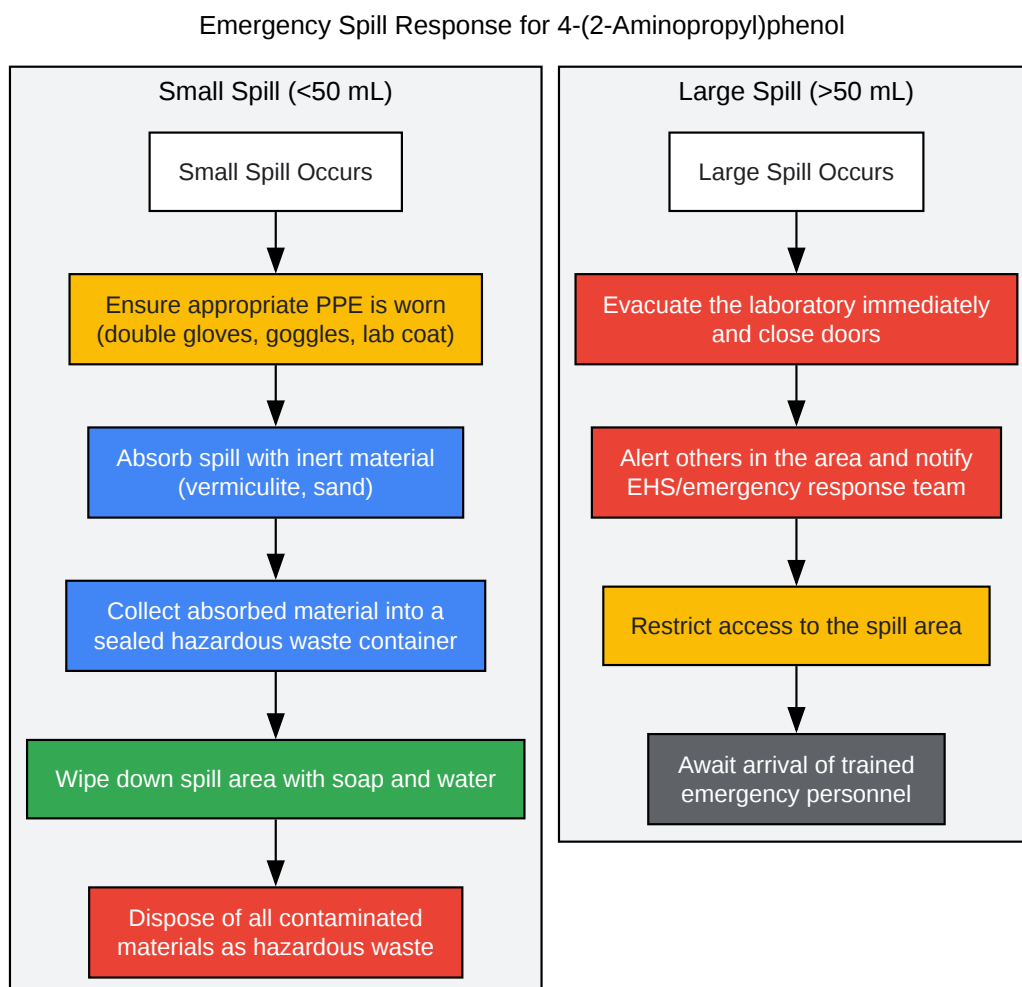 Emergency Spill Response for 4-(2-Aminopropyl)phenol
Small Spill (<50 mL)
Small Spill Occurs
Ensure appropriate PPE is worn
(double gloves, goggles, lab coat)
Absorb spill with inert material
(vermiculite, sand)
Collect absorbed material into a
sealed hazardous waste container
Wipe down spill area with soap and water
Dispose of all contaminated
materials as hazardous waste
Large Spill (>50 mL)
Large Spill Occurs
Evacuate the laboratory immediately
and close doors
Alert others in the area and notify
EHS/emergency response team
Restrict access to the spill area
Await arrival of trained
emergency personnel